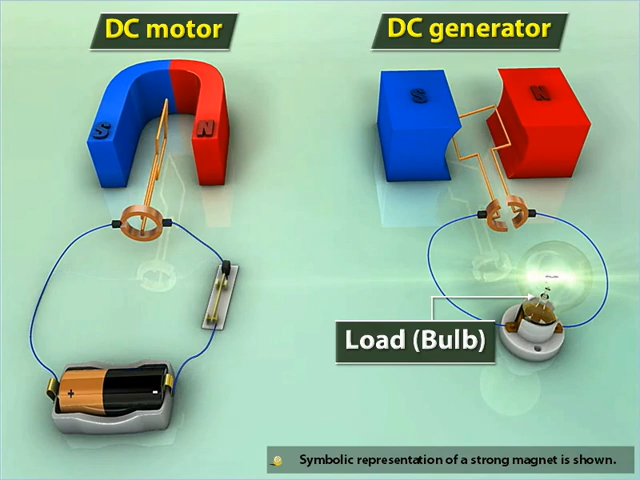 DC motor
DC generator
S
N
S
N
+
-
Load (Bulb)
Symbolic representation of a strong magnet is shown.